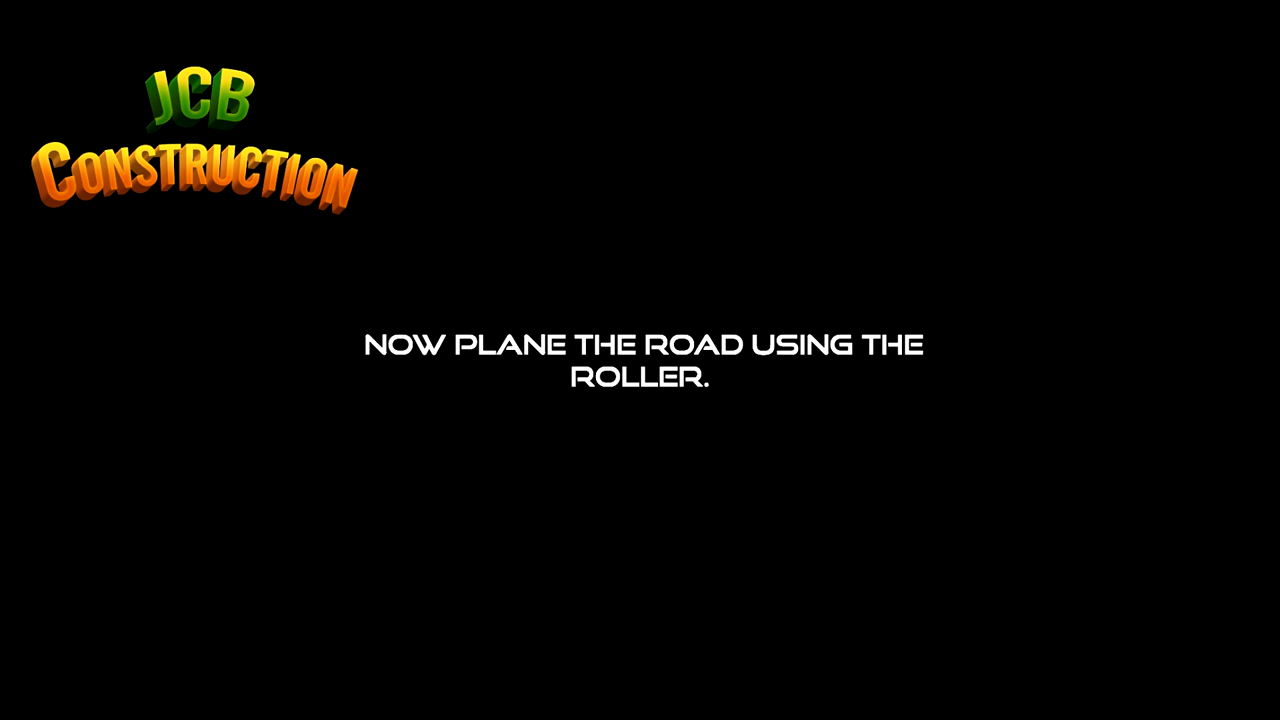 JCB
CONSTRUCTION
NOW PLANE THE ROAD USING THE
ROLLER.